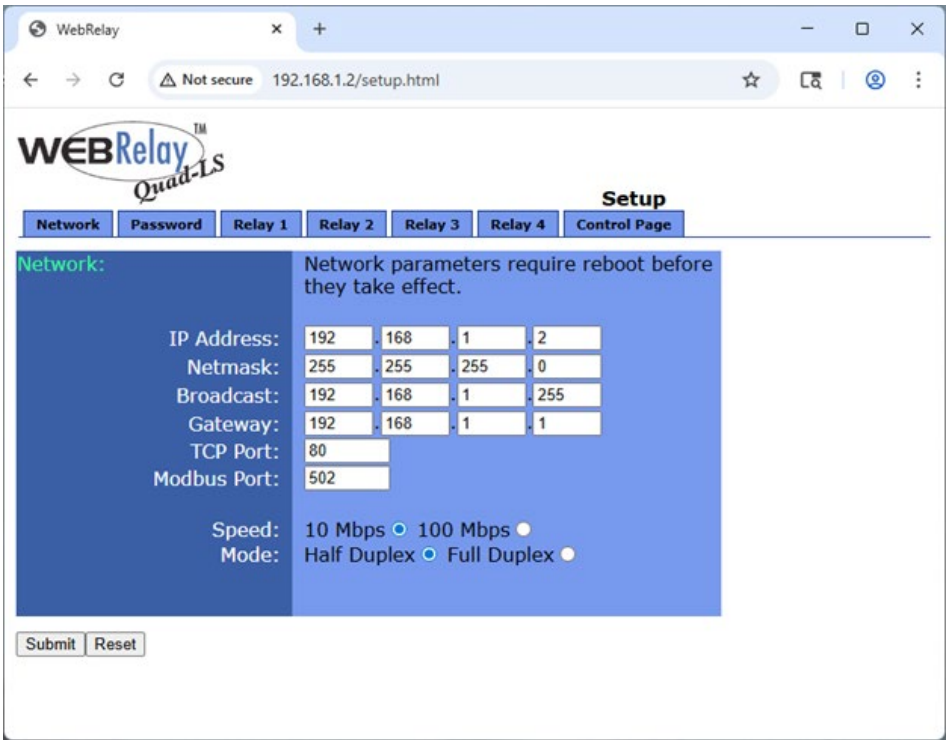 WebRelay
Not secure 192.168.1.2/setup.html
WEBRelay TM
Quad-LS
Setup
Network Password Relay 1 Relay 2 Relay 3 Relay 4 Control Page
Network: Network parameters require reboot before
they take effect.
IP Address: 192 . 168 . 1 . 2
Netmask: 255 . 255 . 255 . 0
Broadcast: 192 . 168 . 1 . 255
Gateway: 192 . 168 . 1 . 1
TCP Port: 80
Modbus Port: 502
Speed: 10 Mbps 100 Mbps
Mode: Half Duplex Full Duplex
Submit Reset